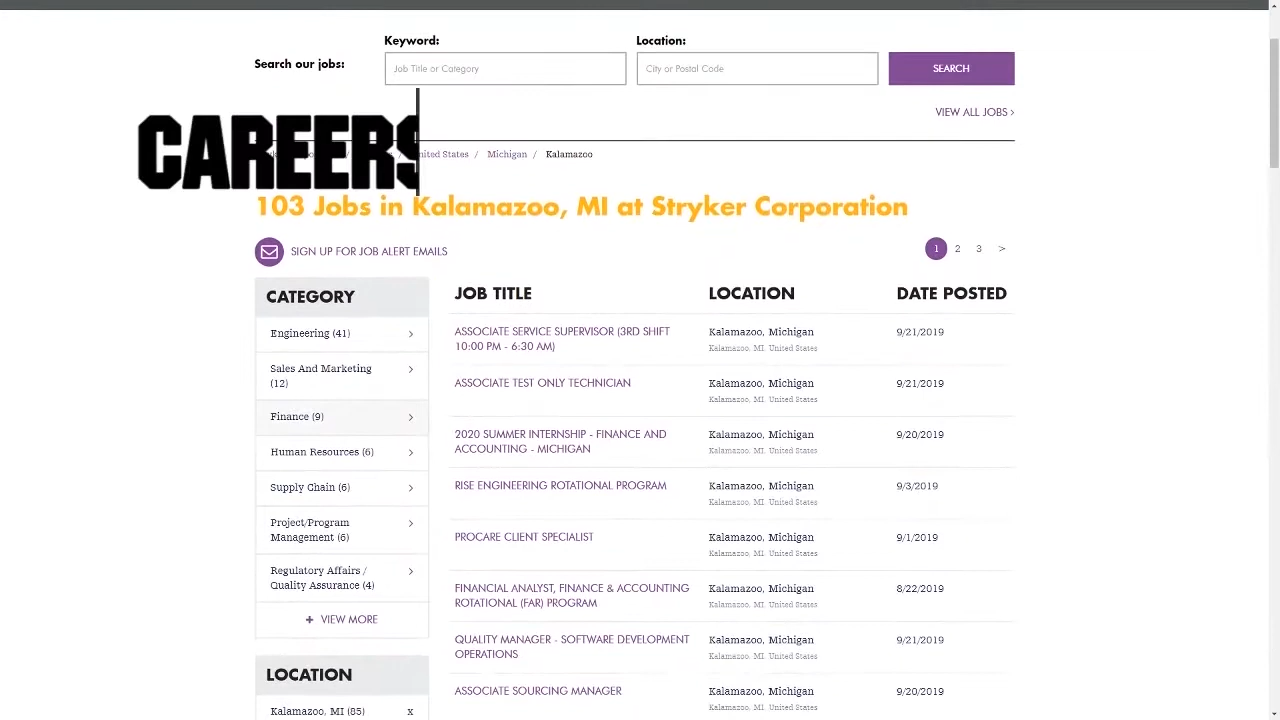 Keyword:
Location:
Search our jobs:
Job Title or Category
City or Postal Code
SEARCH
VIEW ALL JOBS >
CAREERS
United States / Michigan / Kalamazoo
103 Jobs in Kalamazoo, MI at Stryker Corporation
SIGN UP FOR JOB ALERT EMAILS
1 2 3 >
CATEGORY
Engineering (41) >
Sales And Marketing >
(12)
Finance (9) >
Human Resources (6) >
Supply Chain (6) >
Project/Program >
Management (6)
Regulatory Affairs / >
Quality Assurance (4)
+ VIEW MORE
LOCATION
Kalamazoo, MI (85) x
JOB TITLE LOCATION DATE POSTED
ASSOCIATE SERVICE SUPERVISOR (3RD SHIFT Kalamazoo, Michigan 9/21/2019
10:00 PM - 6:30 AM) Kalamazoo, MI, United States
ASSOCIATE TEST ONLY TECHNICIAN Kalamazoo, Michigan 9/21/2019
Kalamazoo, MI, United States
2020 SUMMER INTERNSHIP - FINANCE AND Kalamazoo, Michigan 9/20/2019
ACCOUNTING - MICHIGAN Kalamazoo, MI, United States
RISE ENGINEERING ROTATIONAL PROGRAM Kalamazoo, Michigan 9/3/2019
Kalamazoo, MI, United States
PROCARE CLIENT SPECIALIST Kalamazoo, Michigan 9/1/2019
Kalamazoo, MI, United States
FINANCIAL ANALYST, FINANCE & ACCOUNTING Kalamazoo, Michigan 8/22/2019
ROTATIONAL (FAR) PROGRAM Kalamazoo, MI, United States
QUALITY MANAGER - SOFTWARE DEVELOPMENT Kalamazoo, Michigan 9/21/2019
OPERATIONS Kalamazoo, MI, United States
ASSOCIATE SOURCING MANAGER Kalamazoo, Michigan 9/20/2019
Kalamazoo, MI, United States